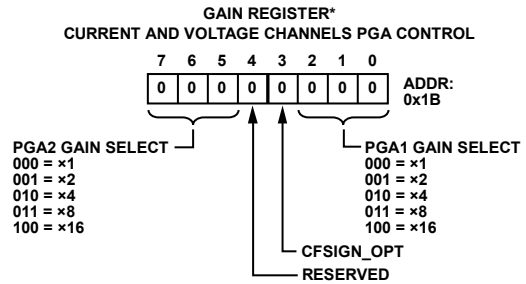 GAIN REGISTER*
CURRENT AND VOLTAGE CHANNELS PGA CONTROL
7 6 5 4 3 2 1 0
0 0 0 0 0 0 0 0
ADDR:
0x1B
PGA2 GAIN SELECT
000 = ×1
001 = ×2
010 = ×4
011 = ×8
100 = ×16
PGA1 GAIN SELECT
000 = ×1
001 = ×2
010 = ×4
011 = ×8
100 = ×16
CFSIGN_OPT
RESERVED